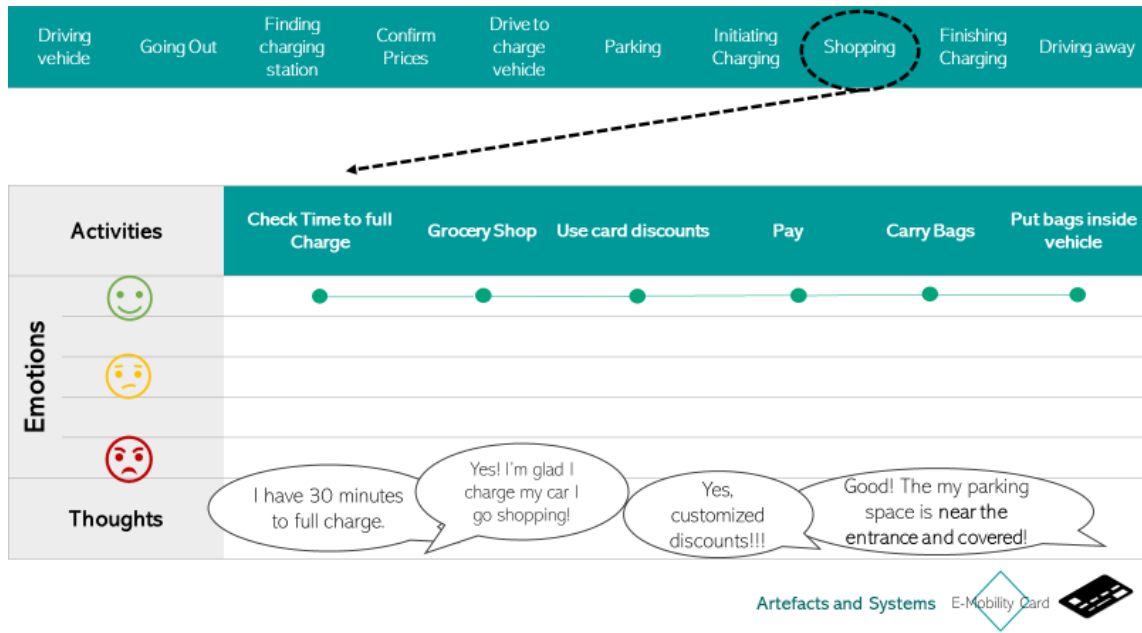 Driving
vehicle
Going Out
Finding
charging
station
Confirm
Prices
Drive to
charge
vehicle
Parking
Initiating
Charging
Shopping
Finishing
Charging
Driving away
Activities
Check Time to full
Charge
Grocery Shop
Use card discounts
Pay
Carry Bags
Put bags inside
vehicle
Emotions
Thoughts
I have 30 minutes
to full charge.
Yes! I'm glad I
charge my car I
go shopping!
Yes,
customized
discounts!!!
Good! The my parking
space is near the
entrance and covered!
Artefacts and Systems
E-Mobility Card